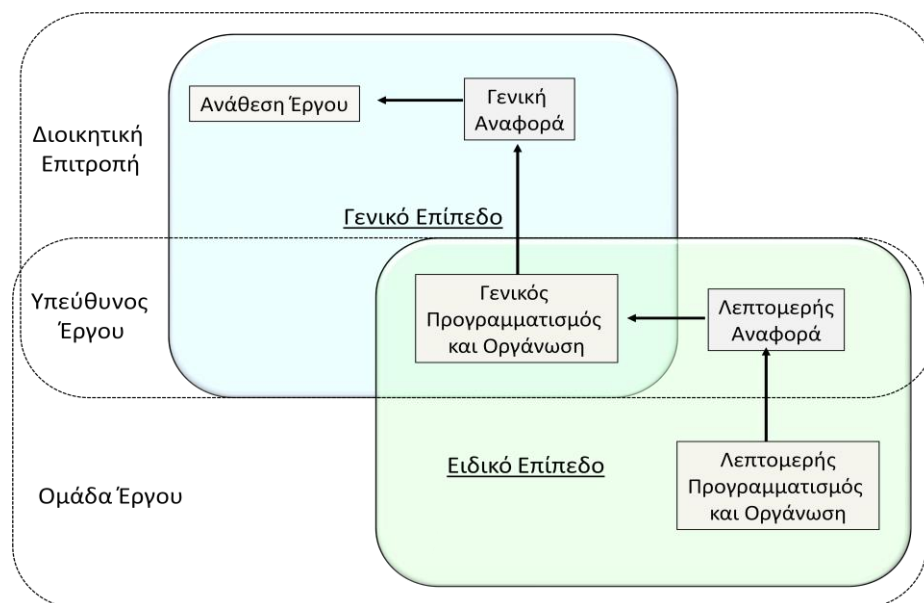 Ανάθεση Έργου
Γενική
Αναφορά
Διοικητική
Επιτροπή
Γενικό Επίπεδο
Υπεύθυνος
Έργου
Γενικός
Προγραμματισμός
και Οργάνωση
Λεπτομερής
Αναφορά
Ομάδα Έργου
Ειδικό Επίπεδο
Λεπτομερής
Προγραμματισμός
και Οργάνωση